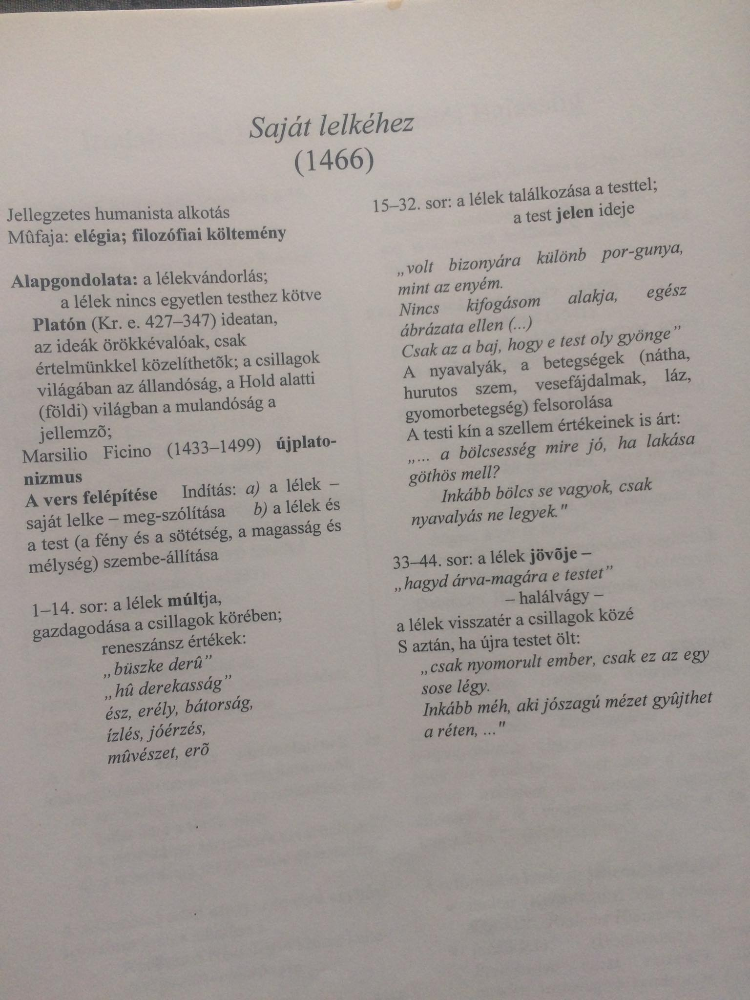 Saját lelkéhez
(1466)
Jellegzetes humanista alkotás
Mûfaja: elégia; filozófiai költemény
Alapgondolata: a lélekvándorlás;
a lélek nincs egyetlen testhez kötve
Platón (Kr. e. 427–347) ideatan,
az ideák örökkévalóak, csak
értelmünkkel közelíthetõk; a csillagok
világában az állandóság, a Hold alatti
(földi) világban a mulandóság a
jellemzõ;
Marsilio Ficino (1433–1499) újplato-
nizmus
A vers felépítése Indítás: a) a lélek –
saját lelke – meg-szólítása b) a lélek és
a test (a fény és a sötétség, a magasság és
mélység) szembe-állítása
1–14. sor: a lélek múltja,
gazdagodása a csillagok körében;
reneszánsz értékek:
„büszke derû”
„hû derekasság”
ész, erély, bátorság,
ízlés, jóérzés,
mûvészet, erõ
15–32. sor: a lélek találkozása a testtel;
a test jelen ideje
„volt bizonyára különb por-gunya,
mint az enyém.
Nincs kifogásom alakja, egész
ábrázata ellen (...)
Csak az a baj, hogy e test oly gyönge”
A nyavalyák, a betegségek (nátha,
hurutos szem, vesefájdalmak, láz,
gyomorbetegség) felsorolása
A testi kín a szellem értékeinek is árt:
„... a bölcsesség mire jó, ha lakása
göthös mell?
Inkább bölcs se vagyok, csak
nyavalyás ne legyek."
33–44. sor: a lélek jövõje –
„hagyd árva-magára e testet”
– halálvágy –
a lélek visszatér a csillagok közé
S aztán, ha újra testet ölt:
„csak nyomorult ember, csak ez az egy
sose légy.
Inkább méh, aki jószagú mézet gyûjthet
a réten, ..."